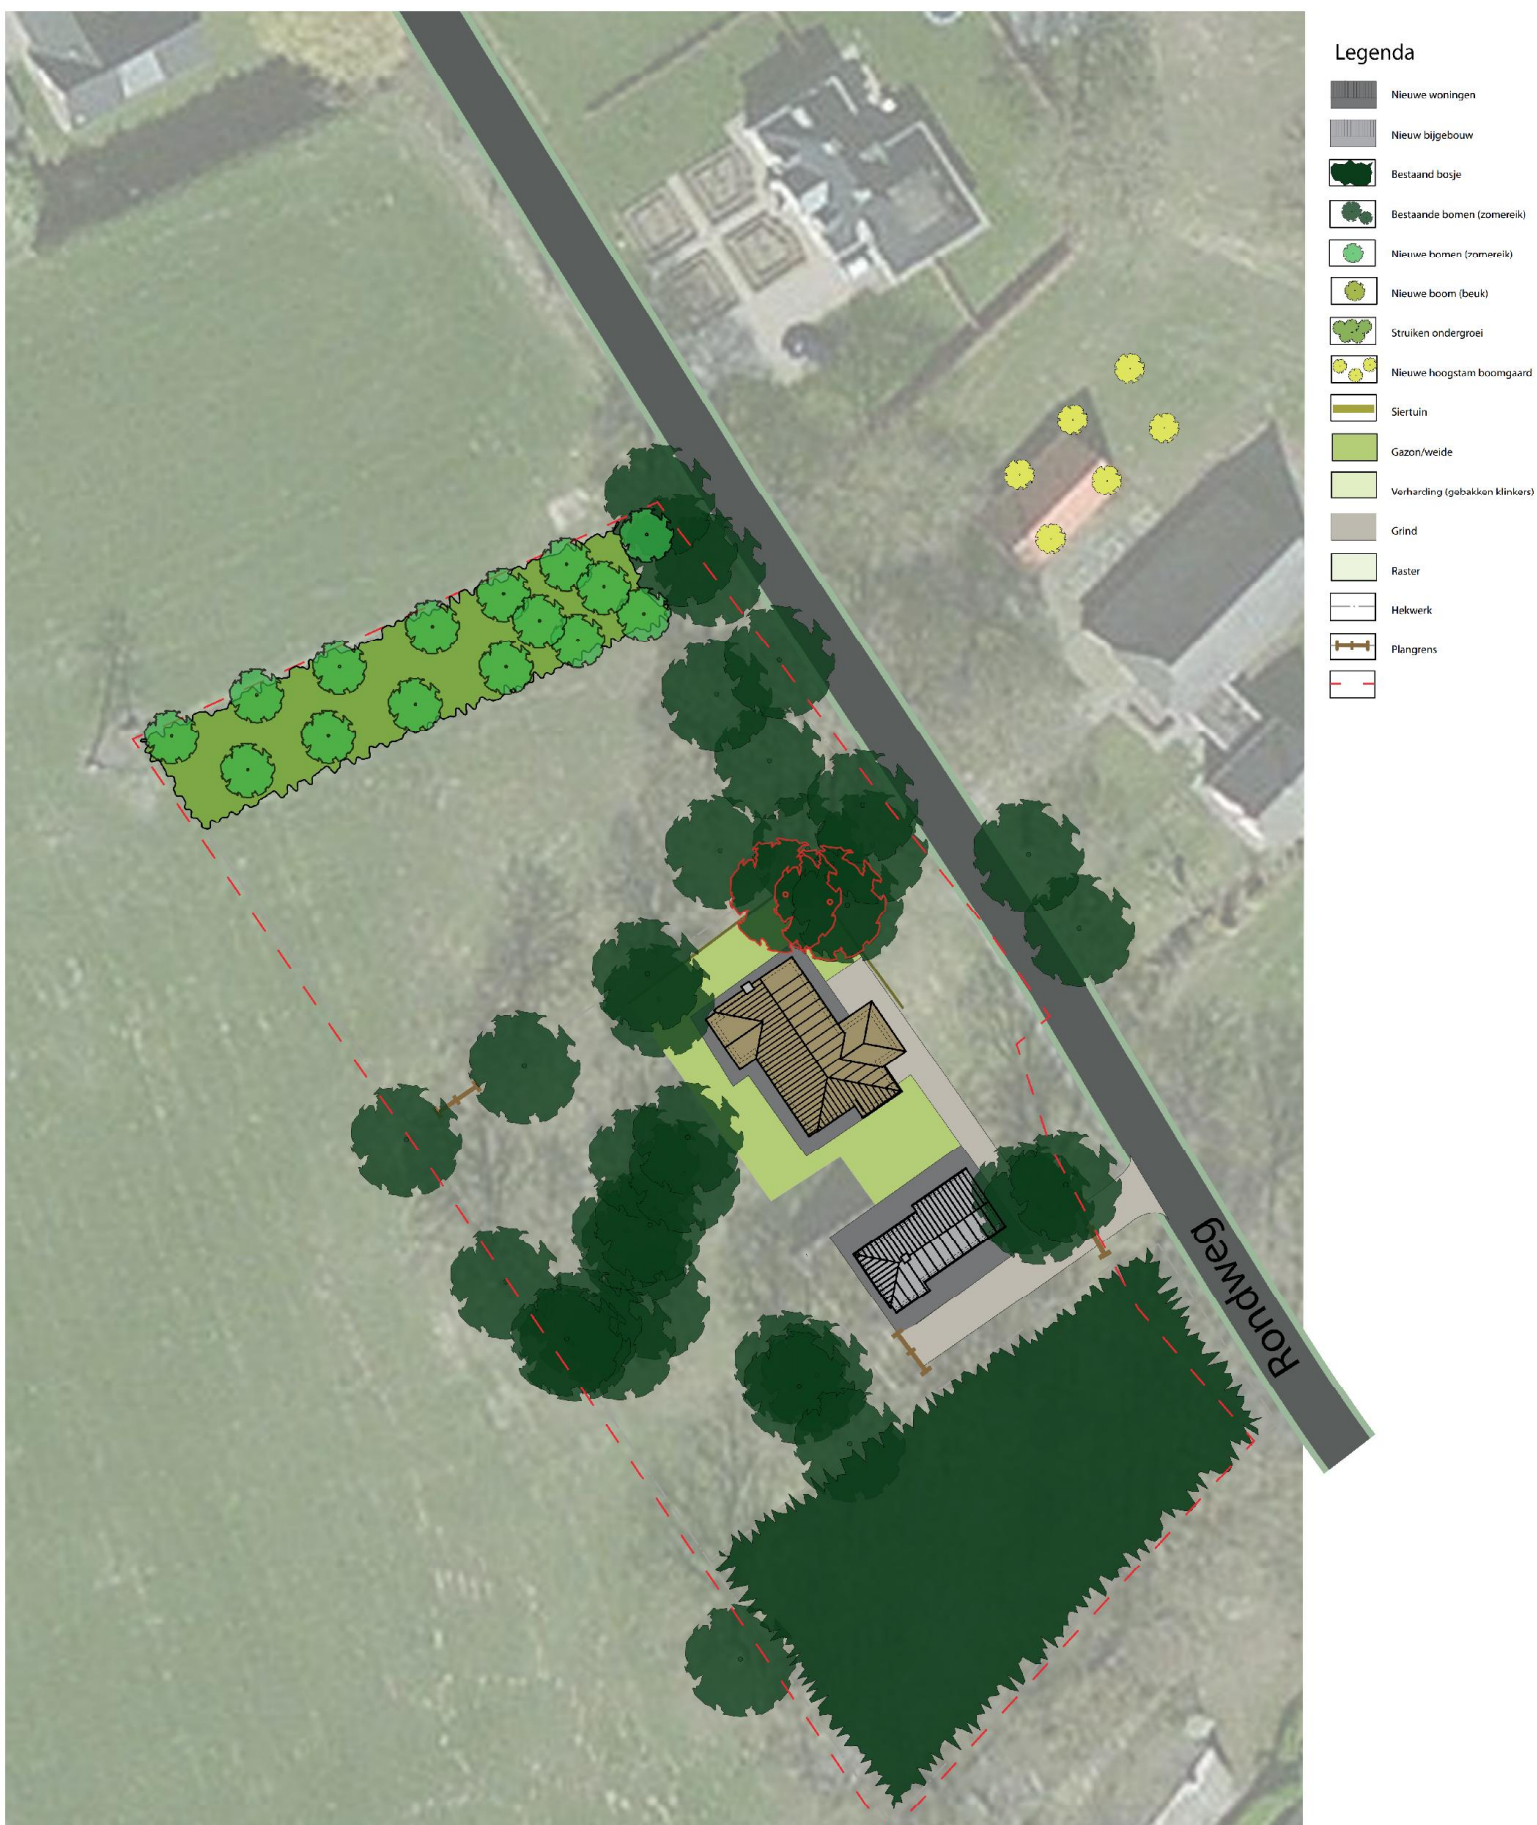 Legenda
Nieuwe woningen
Nieuw bijgebouw
Bestaand bosje
Bestaande bomen (zomereik)
Nieuwe bomen (zomereik)
Nieuwe boom (beuk)
Struiken ondergroei
Nieuwe hoogstam boomgaard
Siertuin
Gazon/weide
Verharding (gebakken klinkers)
Grind
Raster
Hekwerk
Plangrens
Rondweg